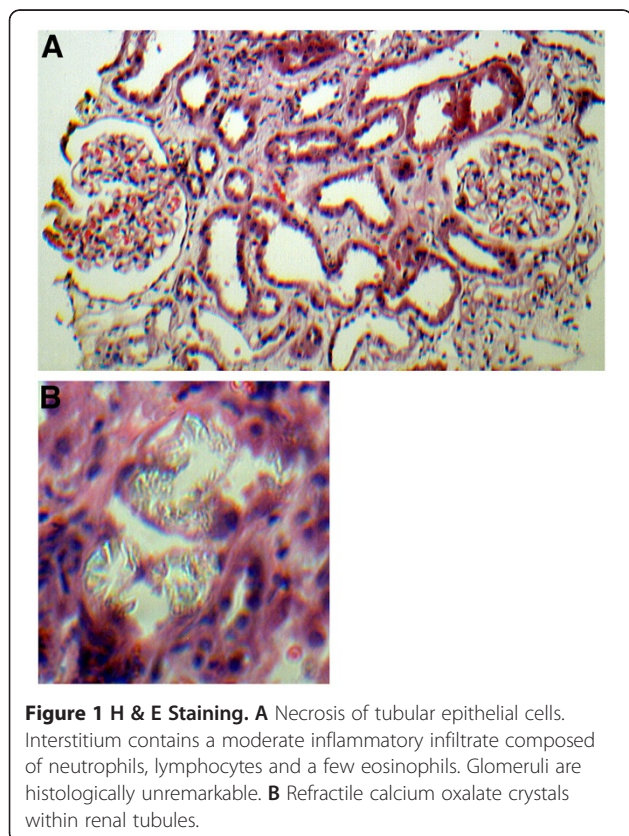 A
B
Figure 1 H & E Staining. A Necrosis of tubular epithelial cells.
Interstitium contains a moderate inflammatory infiltrate composed
of neutrophils, lymphocytes and a few eosinophils. Glomeruli are
histologically unremarkable. B Refractile calcium oxalate crystals
within renal tubules.